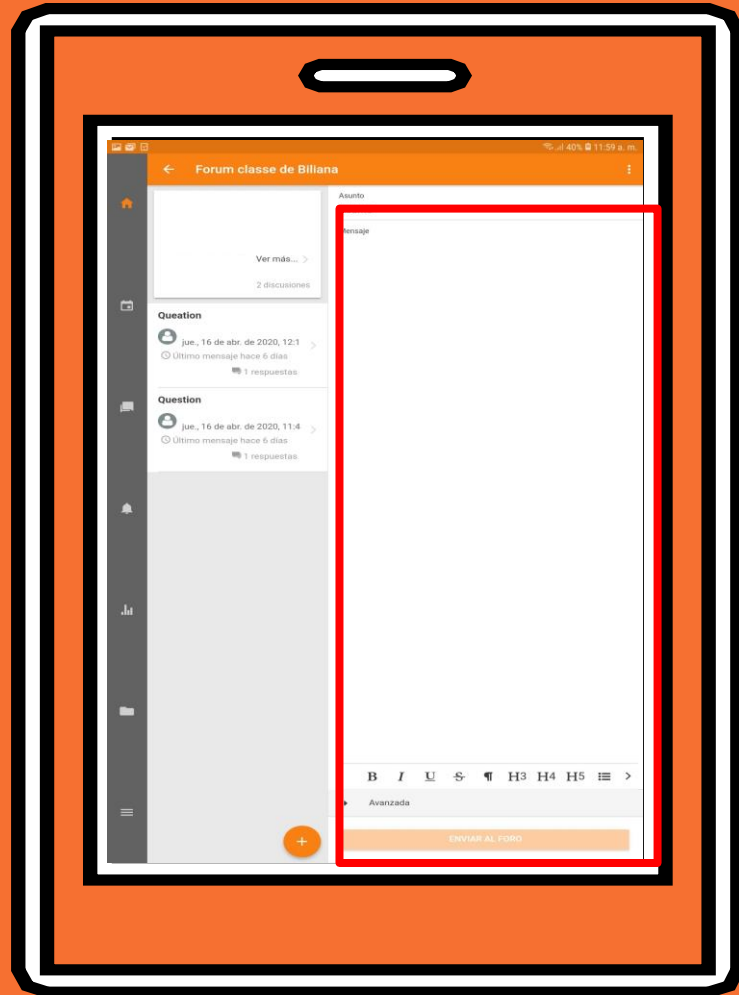 40% 11:59 a. m.
Forum classe de Biliana
Ver más...
2 discusiones
Queation
jue., 16 de abr. de 2020, 12:1
Último mensaje hace 6 días
1 respuestas
Question
jue., 16 de abr. de 2020, 11:4
Último mensaje hace 6 días
1 respuestas
Asunto
Mensaje
B I U S ¶ H3 H4 H5
Avanzada
ENVIAR AL FORO